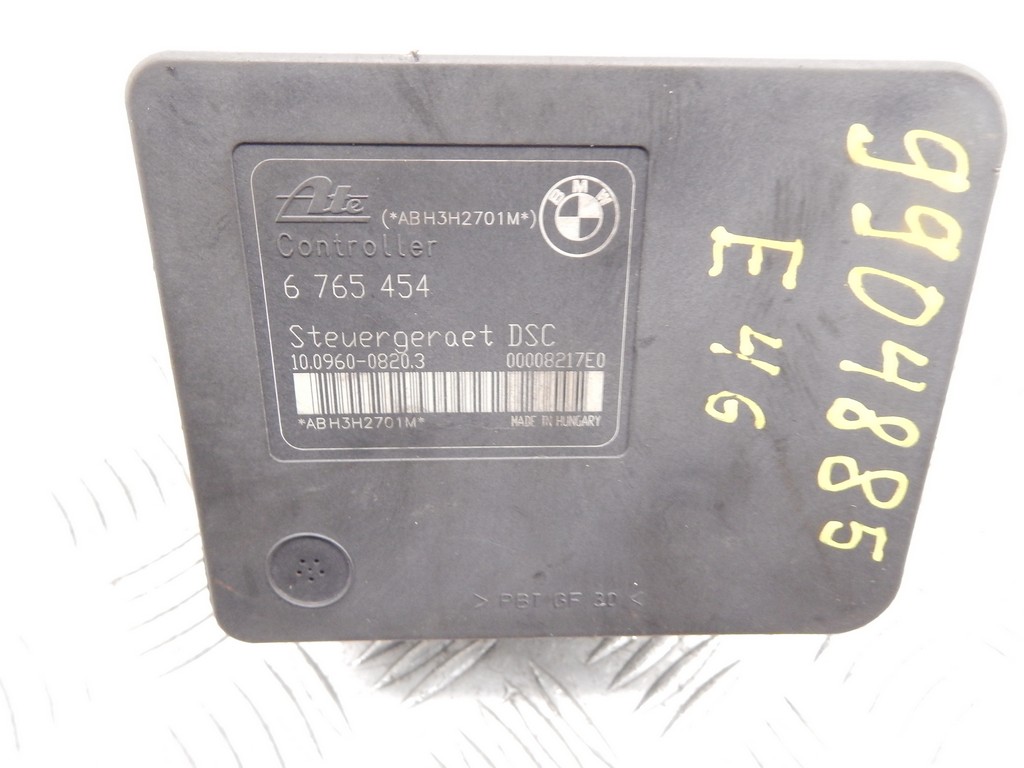 Ate (*ABH3H2701M*) BMW
Controller
6 765 454
Steuergeraet DSC
10.0960-0820.3 00008217E0
*ABH3H2701M* MADE IN HUNGARY
> PBT GF 30 <
E46
9904885